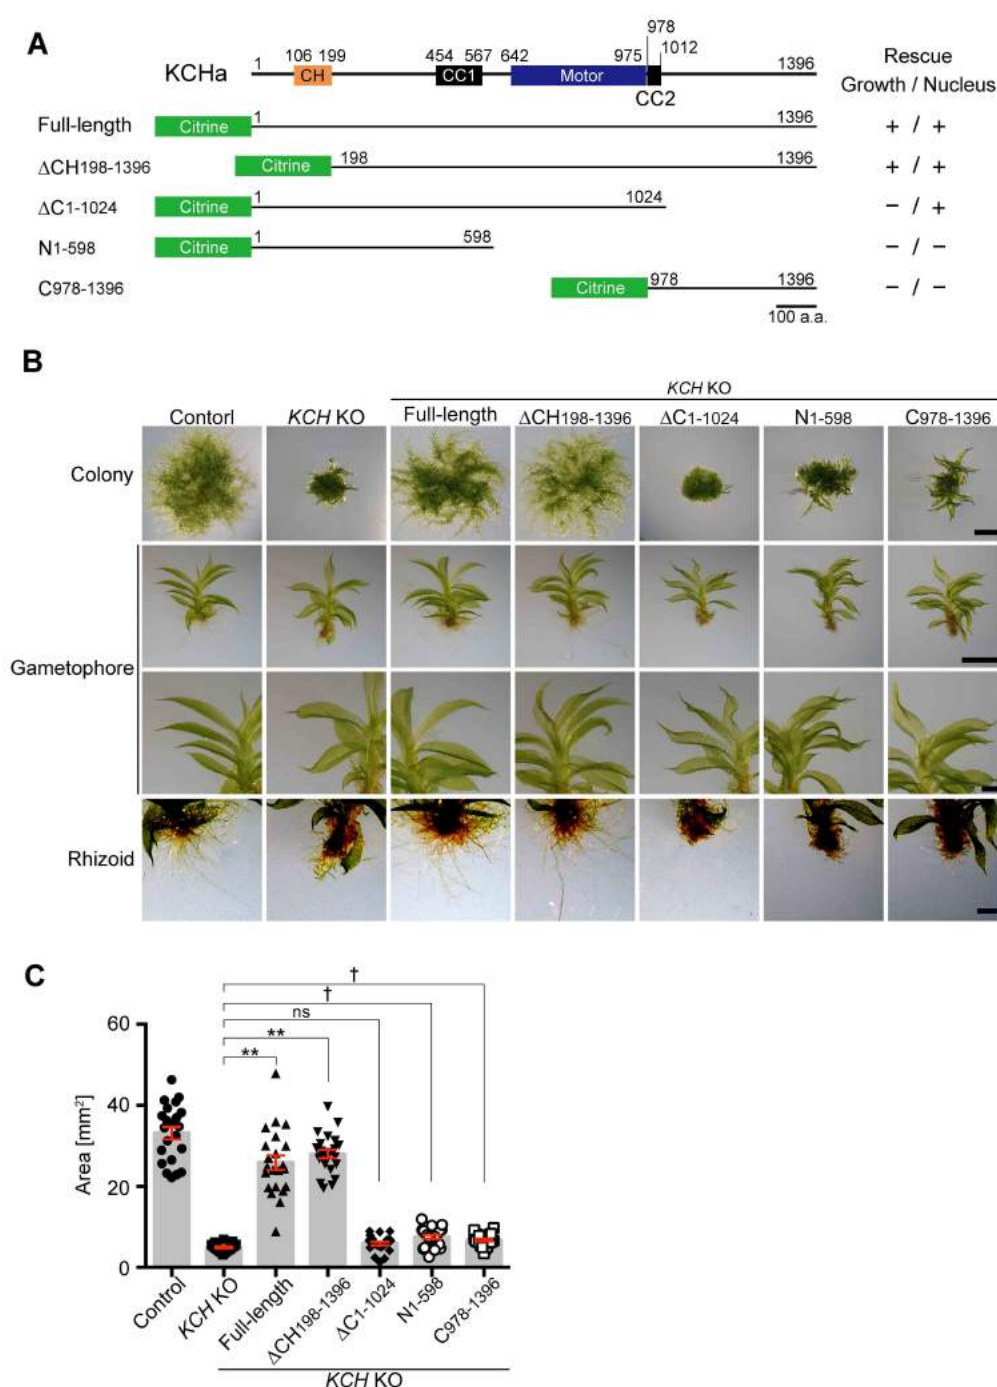 A
978
106 199 454 567 642 975 1012
1 1396
KCHa CH CC1 Motor CC2
Rescue
Growth / Nucleus
Full-length Citrine 1 1396 + / +
ΔCH198-1396 Citrine 198 1396 + / +
ΔC1-1024 Citrine 1 1024 − / +
N1-598 Citrine 1 598 − / −
C978-1396 Citrine 978 1396 − / −
100 a.a.
B
KCH KO
Contorl KCH KO Full-length ΔCH198-1396 ΔC1-1024 N1-598 C978-1396
Colony
Gametophore
Rhizoid
C
†
†
ns
**
**
60
40
20
0
Area [mm²]
Control KCH KO Full-length ΔCH198-1396 ΔC1-1024 N1-598 C978-1396
KCH KO